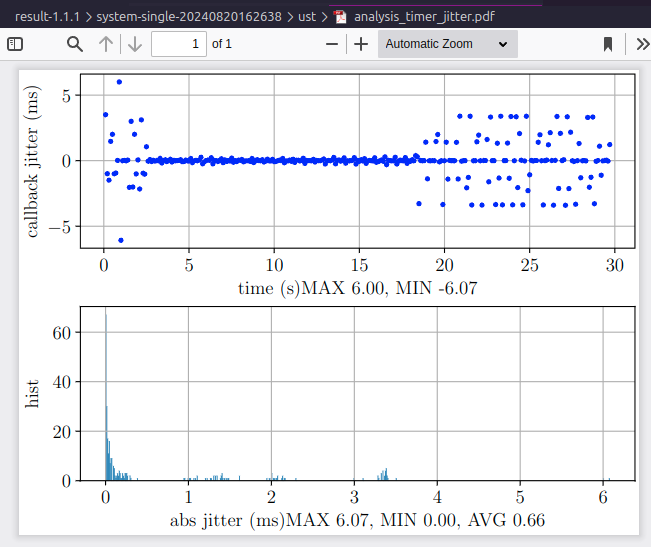 result-1.1.1 > system-single-20240820162638 > ust > analysis_timer_jitter.pdf
1 of 1
Automatic Zoom
callback jitter (ms)
5
0
−5
0 5 10 15 20 25 30
time (s)MAX 6.00, MIN -6.07
hist
60
40
20
0
0 1 2 3 4 5 6
abs jitter (ms)MAX 6.07, MIN 0.00, AVG 0.66